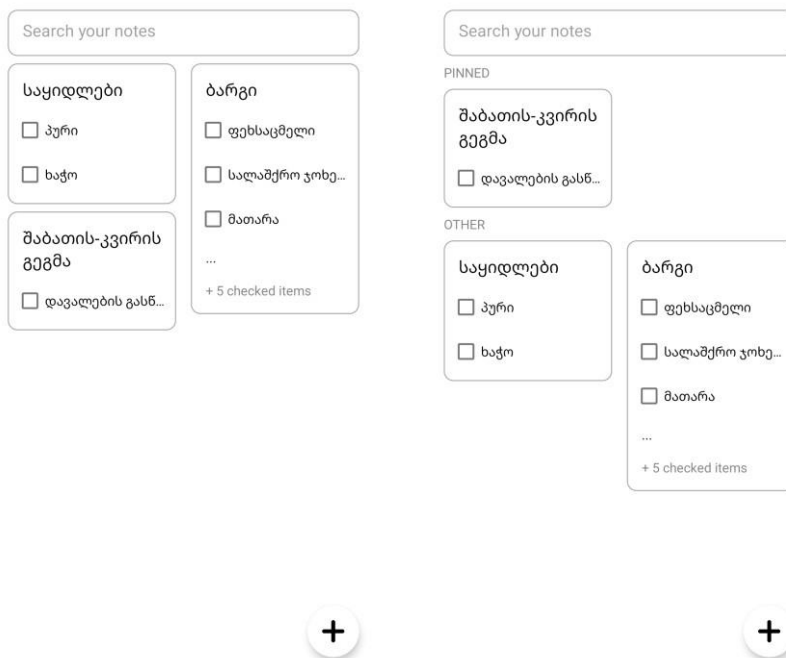 Search your notes
საყიდლები
პური
ხაჭო
შაბათის-კვირის
გეგმა
დავალების გასწ...
ბარგი
ფეხსაცმელი
სალაშქრო ჯოხე...
მათარა
...
+ 5 checked items
+
Search your notes
PINNED
შაბათის-კვირის
გეგმა
დავალების გასწ...
OTHER
საყიდლები
პური
ხაჭო
ბარგი
ფეხსაცმელი
სალაშქრო ჯოხე...
მათარა
...
+ 5 checked items
+